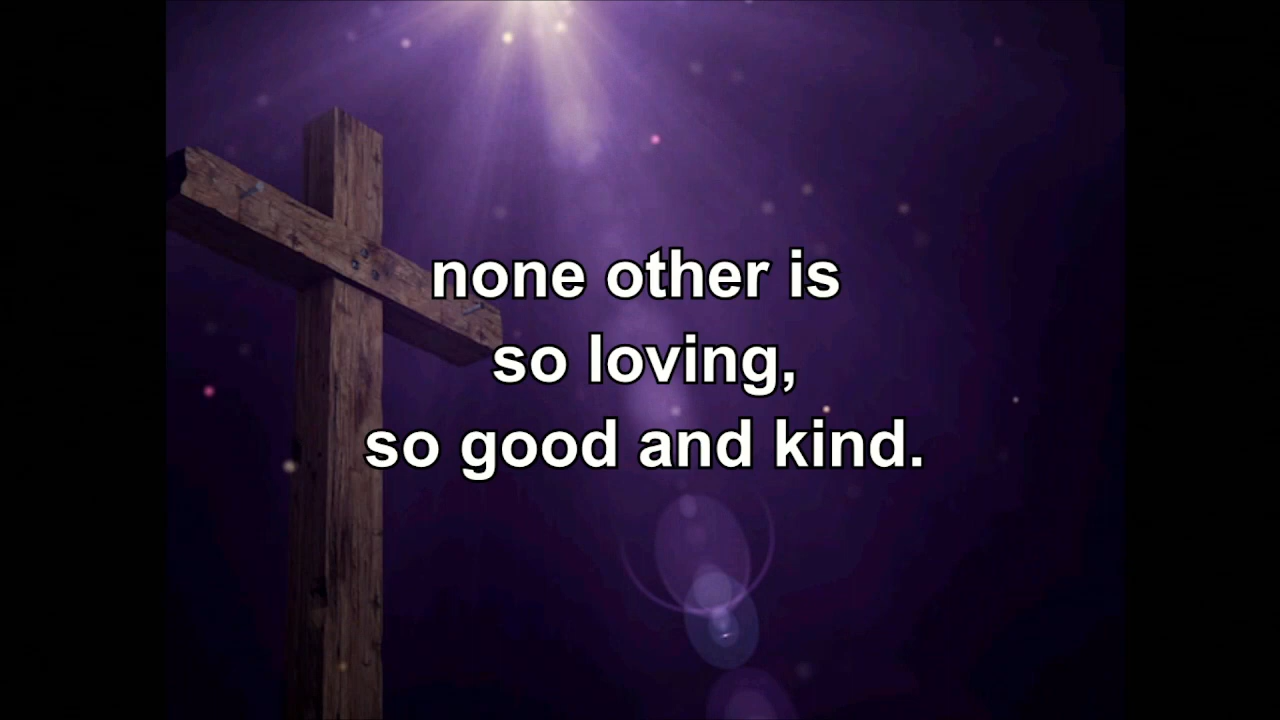 none other is
so loving,
so good and kind.